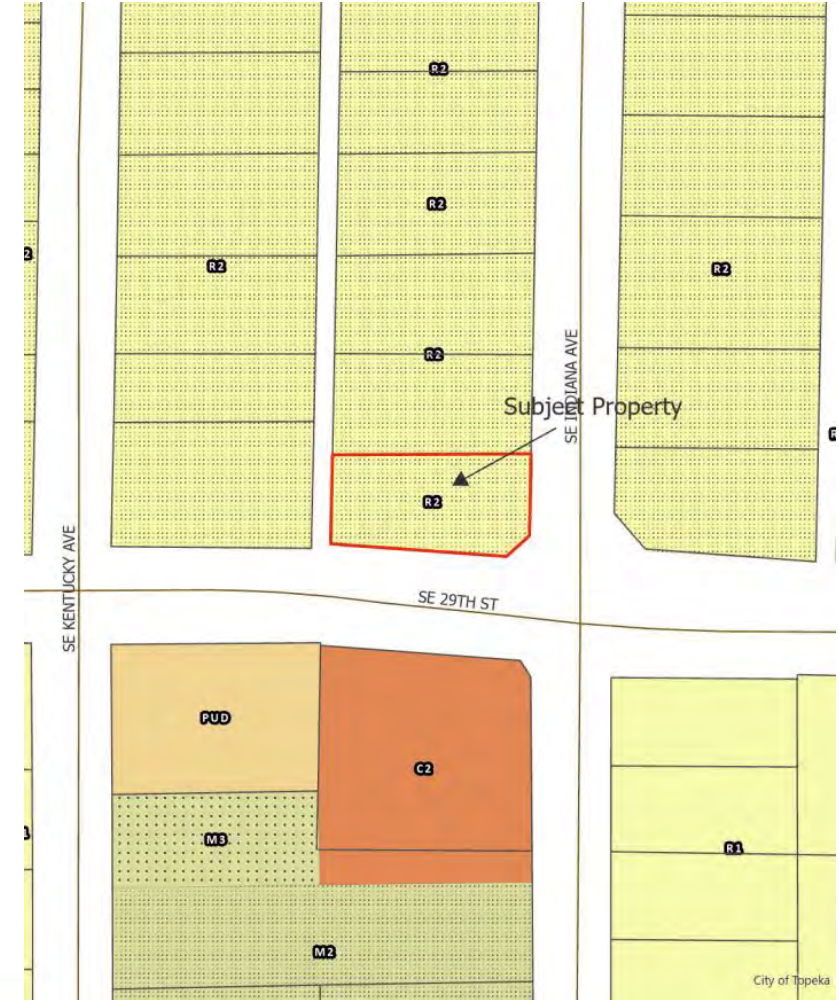 R2
R2
R2
R2
R2
Subject Property
SE INDIANA AVE
R2
SE KENTUCKY AVE
SE 29TH ST
PUD
C2
M3
R1
M2
City of Topeka